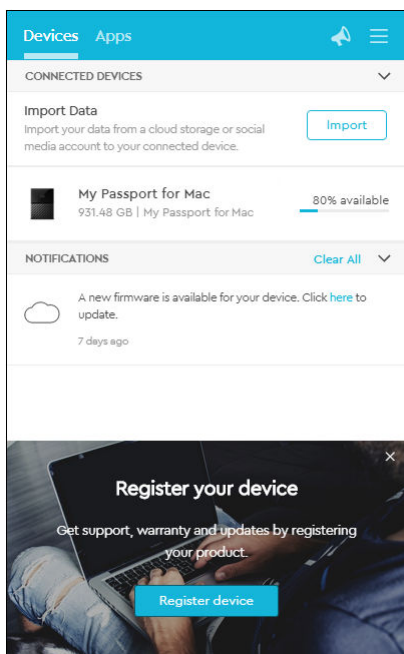 Devices Apps
CONNECTED DEVICES
Import Data
Import your data from a cloud storage or social
media account to your connected device.
Import
My Passport for Mac
931.48 GB | My Passport for Mac
80% available
NOTIFICATIONS
Clear All
A new firmware is available for your device. Click here to
update.
7 days ago
Register your device
Get support, warranty and updates by registering
your product.
Register device